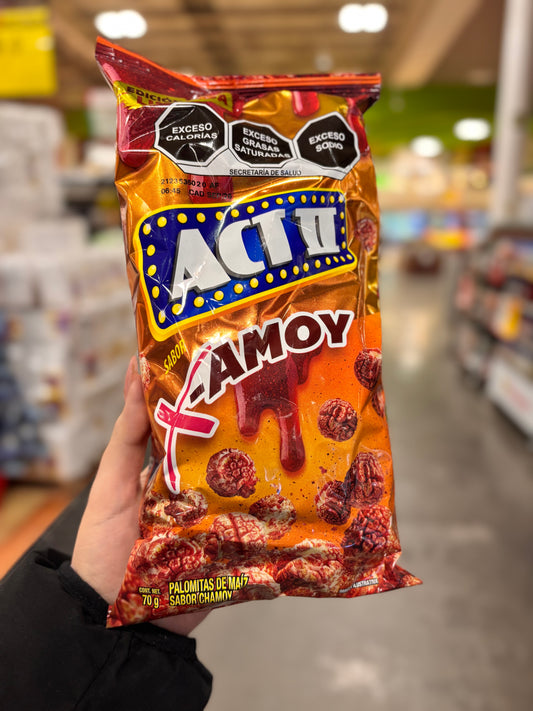 EXCESO
CALORÍAS
EXCESO
GRASAS
SATURADAS
EXCESO
SODIO
SECRETARÍA DE SALUD
ACT II
SABOR
X-AMOY
CONT. NET.
70 g
PALOMITAS DE MAÍZ
SABOR CHAMOY